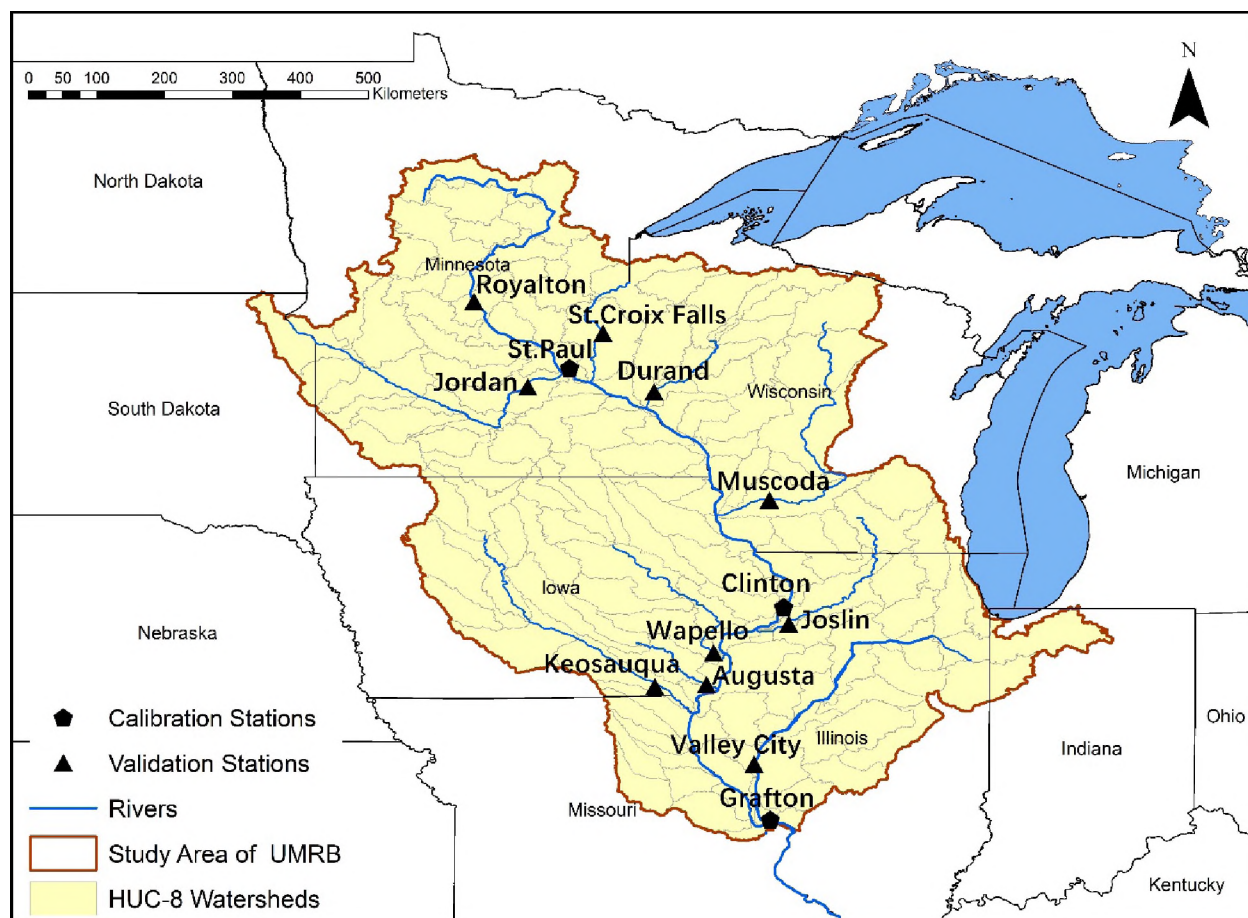 N
0 50 100 200 300 400 500
Kilometers
North Dakota
Minnesota
Royalton
St.Croix Falls
St.Paul
Jordan
Durand
Wisconsin
South Dakota
Michigan
Muscoda
Clinton
Iowa
Joslin
Nebraska
Wapello
Keosauqua
Augusta
Ohio
Calibration Stations
Valley City
Illinois
Indiana
Validation Stations
Grafton
Missouri
Rivers
Study Area of UMRB
Kentucky
HUC-8 Watersheds